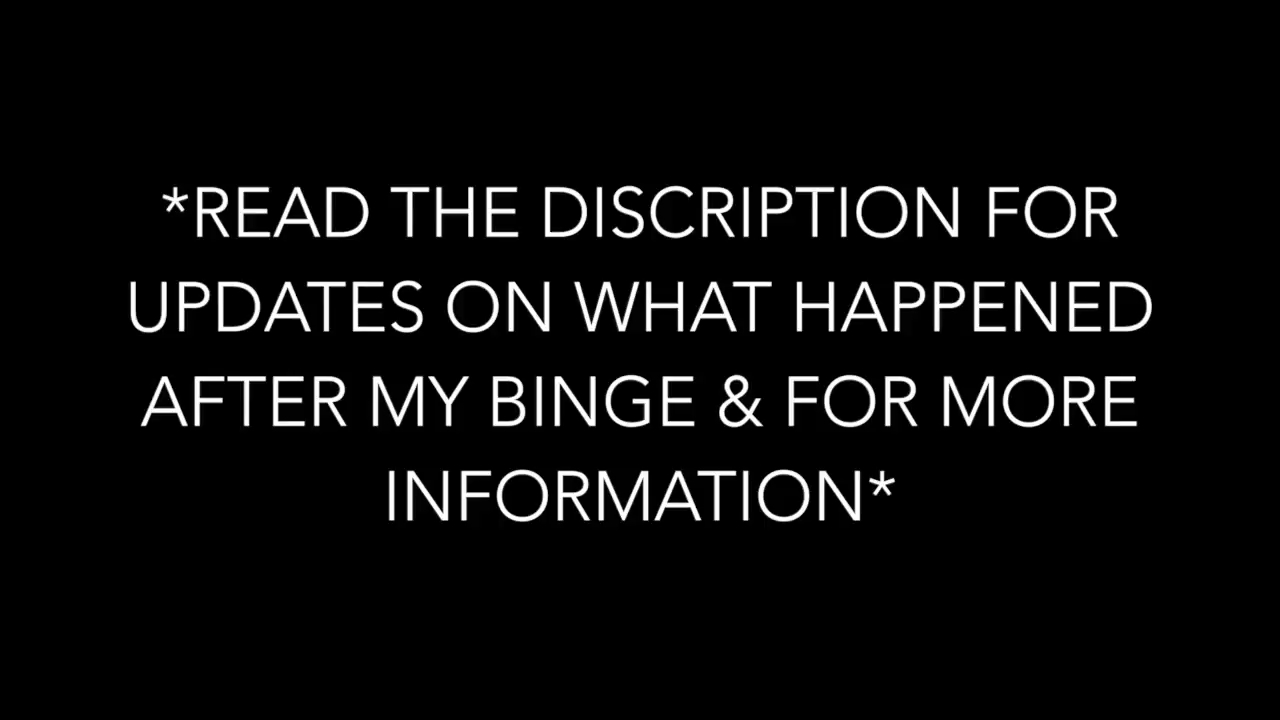 *READ THE DISCRIPTION FOR
UPDATES ON WHAT HAPPENED
AFTER MY BINGE & FOR MORE
INFORMATION*